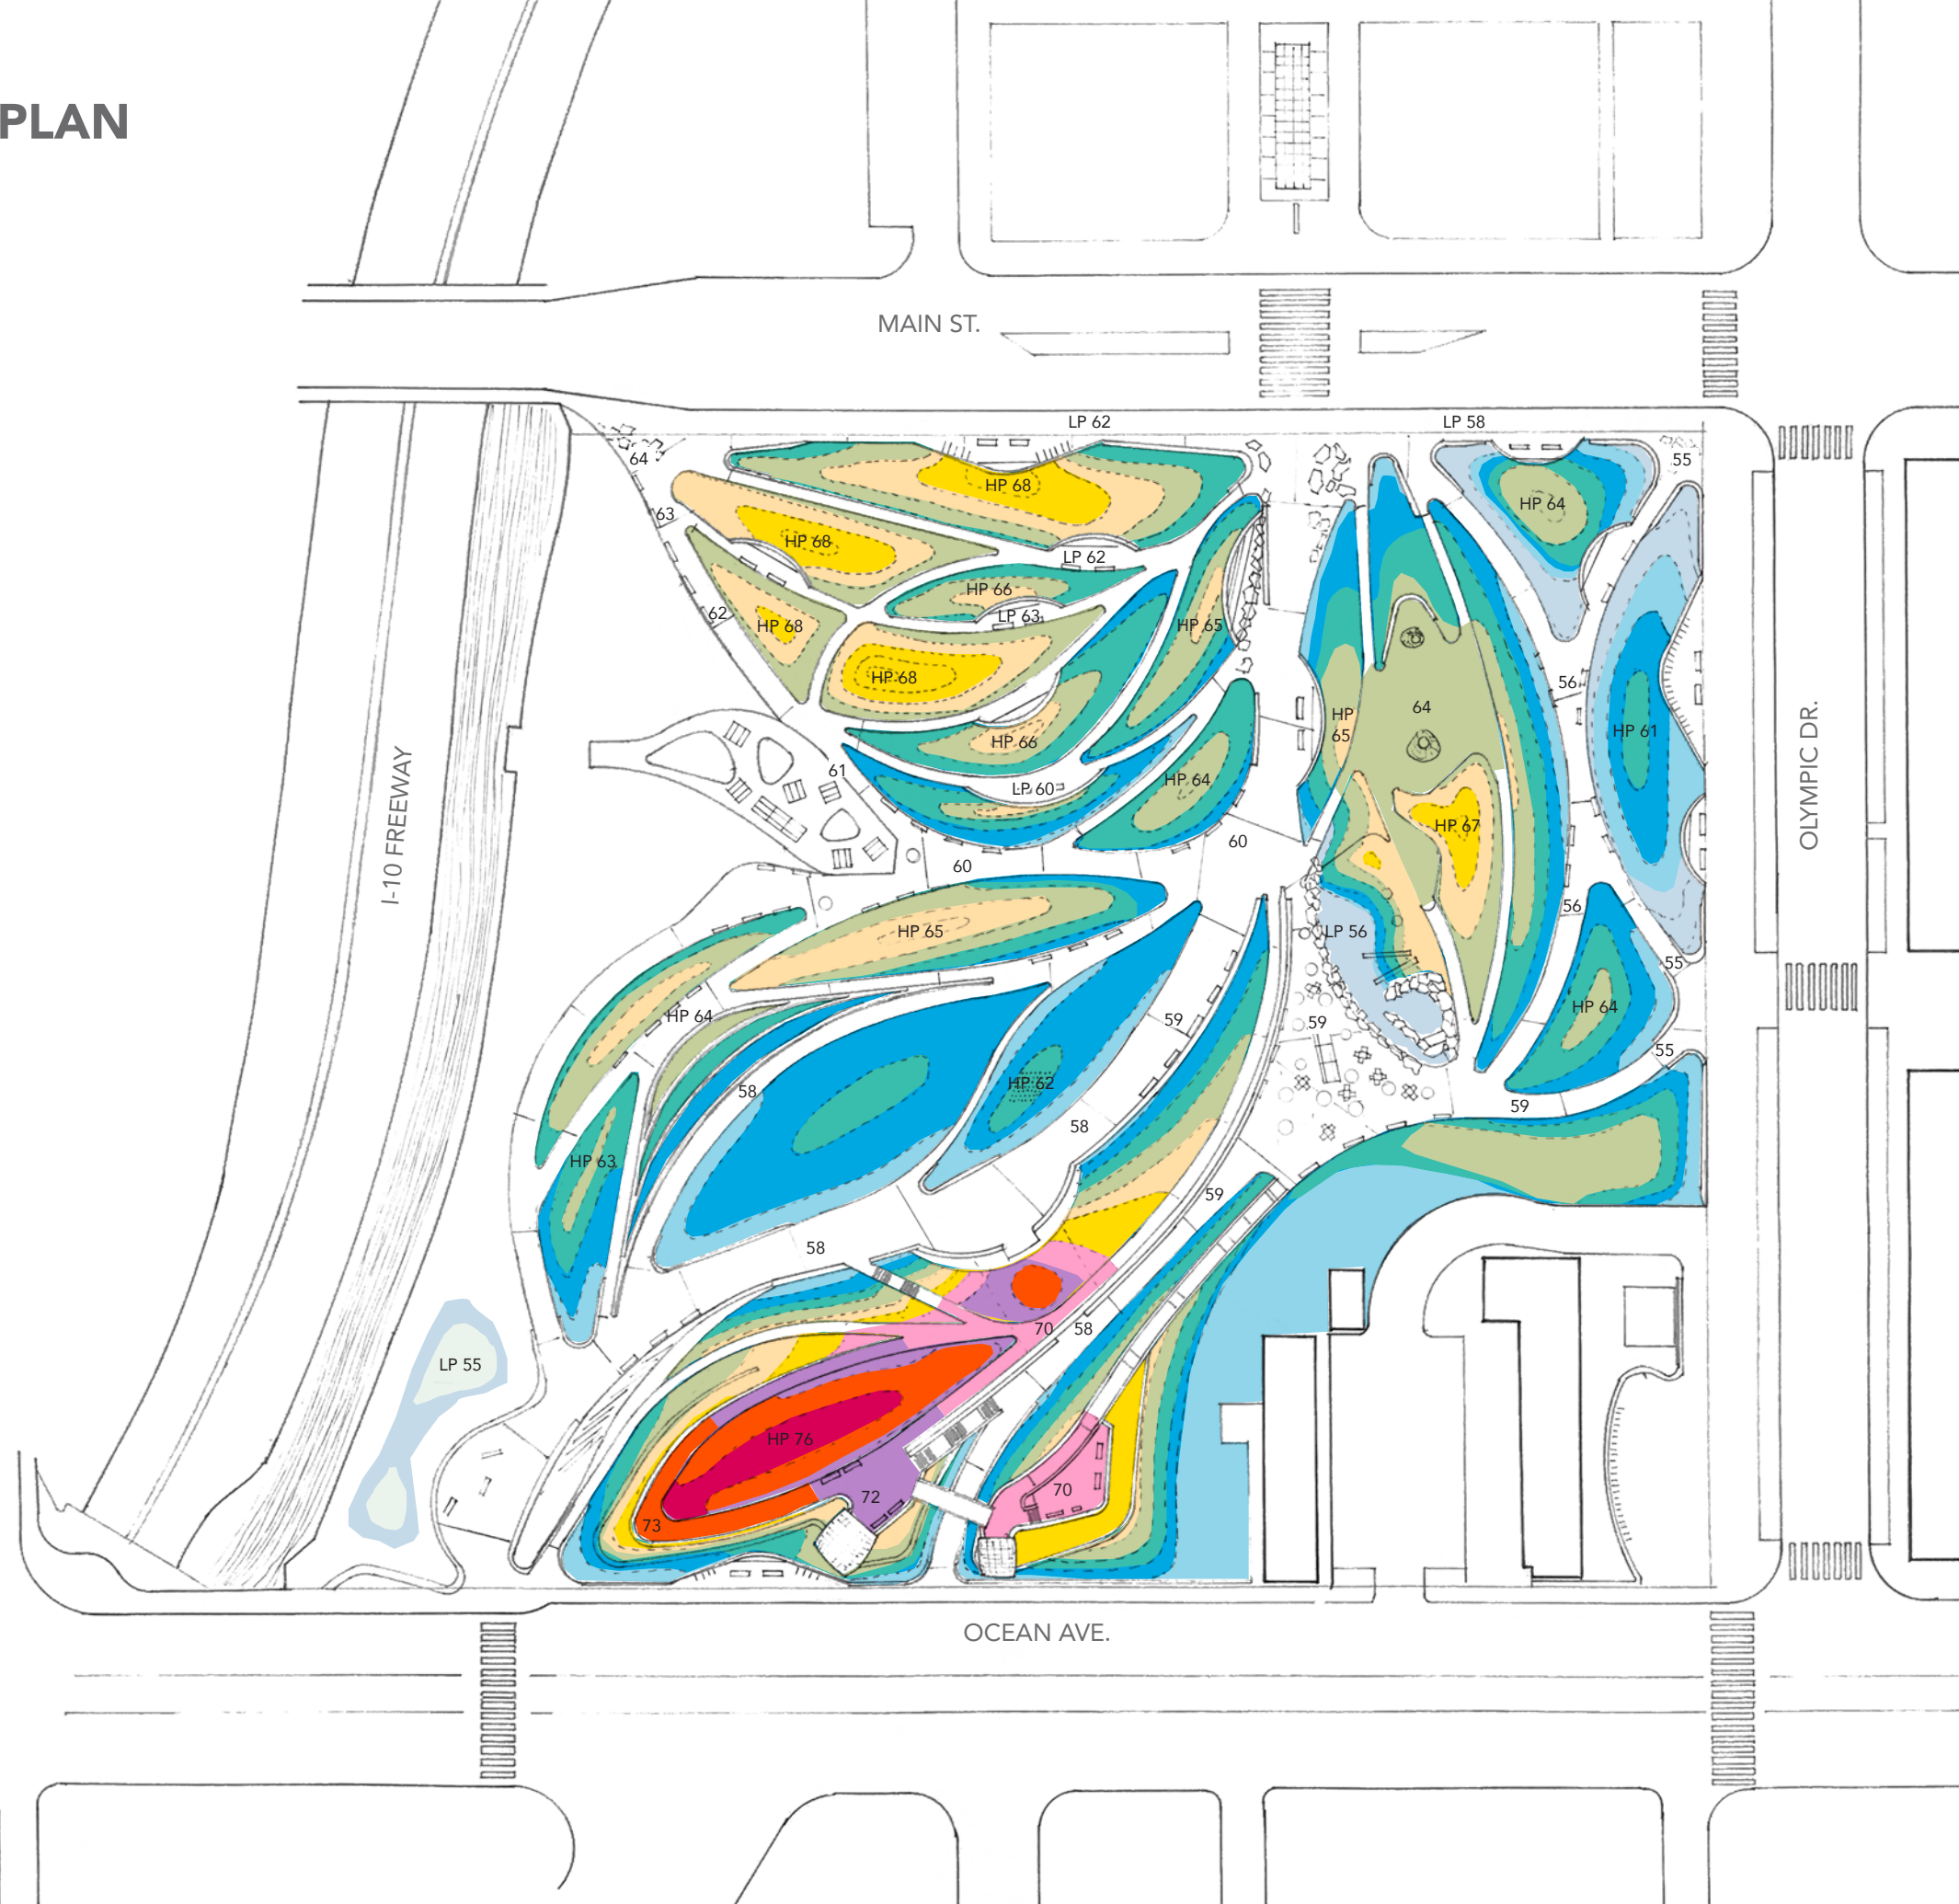 PLAN
MAIN ST.
LP 62
LP 58
64
55
HP 68
HP 64
63
HP 68
LP 62
HP 66
62
HP 68
LP 63
HP 65
HP 68
56
HP
65
64
HP 61
HP 66
61
HP 64
LP 60
OLYMPIC DR.
I-10 FREEWAY
HP 67
60
60
56
HP 65
LP 56
55
HP 64
HP 64
59
59
55
HP 62
58
59
58
HP 63
59
58
70
58
LP 55
HP 76
72
70
73
OCEAN AVE.